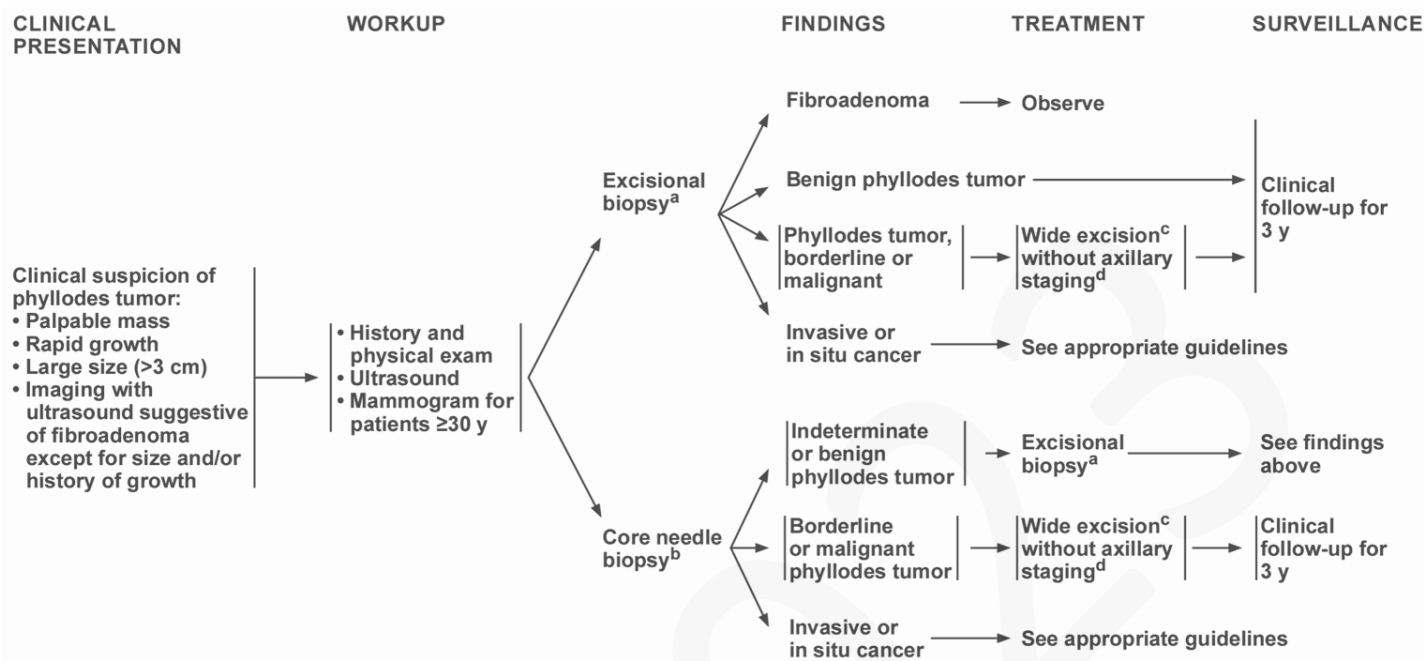 CLINICAL
PRESENTATION
WORKUP
FINDINGS
TREATMENT
SURVEILLANCE
Clinical suspicion of
phyllodes tumor:
• Palpable mass
• Rapid growth
• Large size (>3 cm)
• Imaging with
ultrasound suggestive
of fibroadenoma
except for size and/or
history of growth
• History and
physical exam
• Ultrasound
• Mammogram for
patients ≥30 y
Excisional
biopsyᵃ
Fibroadenoma
Observe
Benign phyllodes tumor
Phyllodes tumor,
borderline or
malignant
Wide excisionᶜ
without axillary
stagingᵈ
Clinical
follow-up for
3 y
Invasive or
in situ cancer
See appropriate guidelines
Core needle
biopsyᵇ
Indeterminate
or benign
phyllodes tumor
Excisional
biopsyᵃ
See findings
above
Borderline
or malignant
phyllodes tumor
Wide excisionᶜ
without axillary
stagingᵈ
Clinical
follow-up for
3 y
Invasive or
in situ cancer
See appropriate guidelines